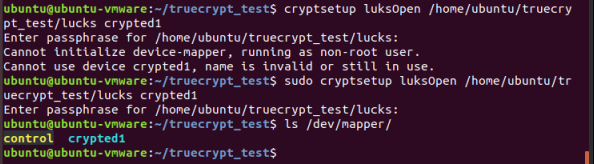 ubuntu@ubuntu-vmware:~/truecrypt_test$ cryptsetup luksOpen /home/ubuntu/truecry
pt_test/lucks crypted1
Enter passphrase for /home/ubuntu/truecrypt_test/lucks:
Cannot initialize device-mapper, running as non-root user.
Cannot use device crypted1, name is invalid or still in use.
ubuntu@ubuntu-vmware:~/truecrypt_test$ sudo cryptsetup luksOpen /home/ubuntu/tr
uecrypt_test/lucks crypted1
Enter passphrase for /home/ubuntu/truecrypt_test/lucks:
ubuntu@ubuntu-vmware:~/truecrypt_test$ ls /dev/mapper/
control  crypted1
ubuntu@ubuntu-vmware:~/truecrypt_test$